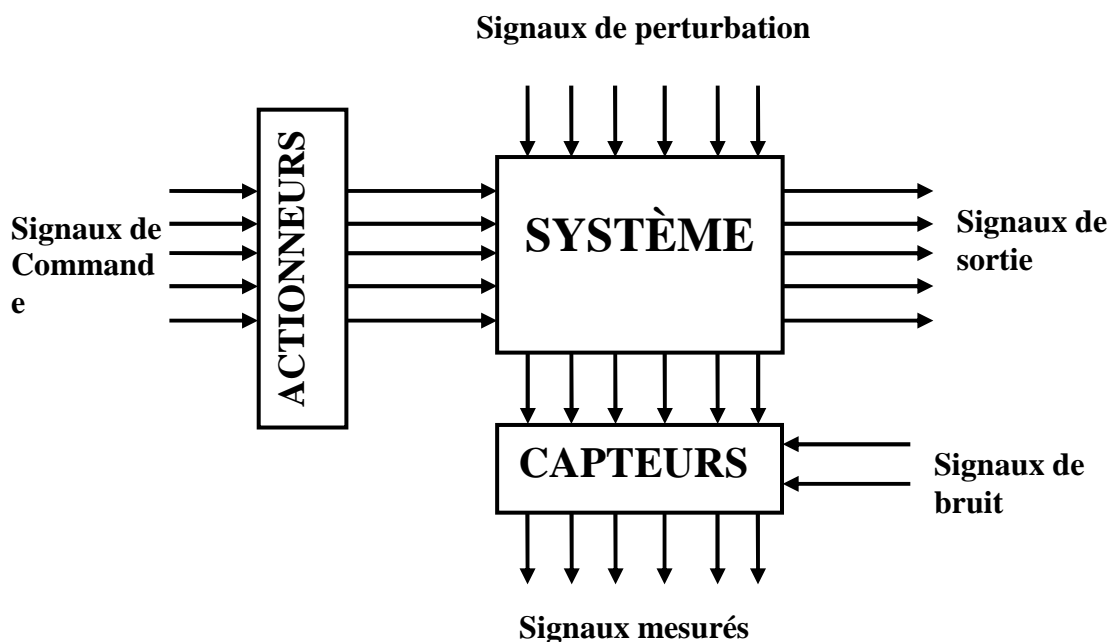 Signaux de perturbation
ACTIONNEURS
Signaux de
Command
e
SYSTÈME
Signaux de
sortie
CAPTEURS
Signaux de
bruit
Signaux mesurés